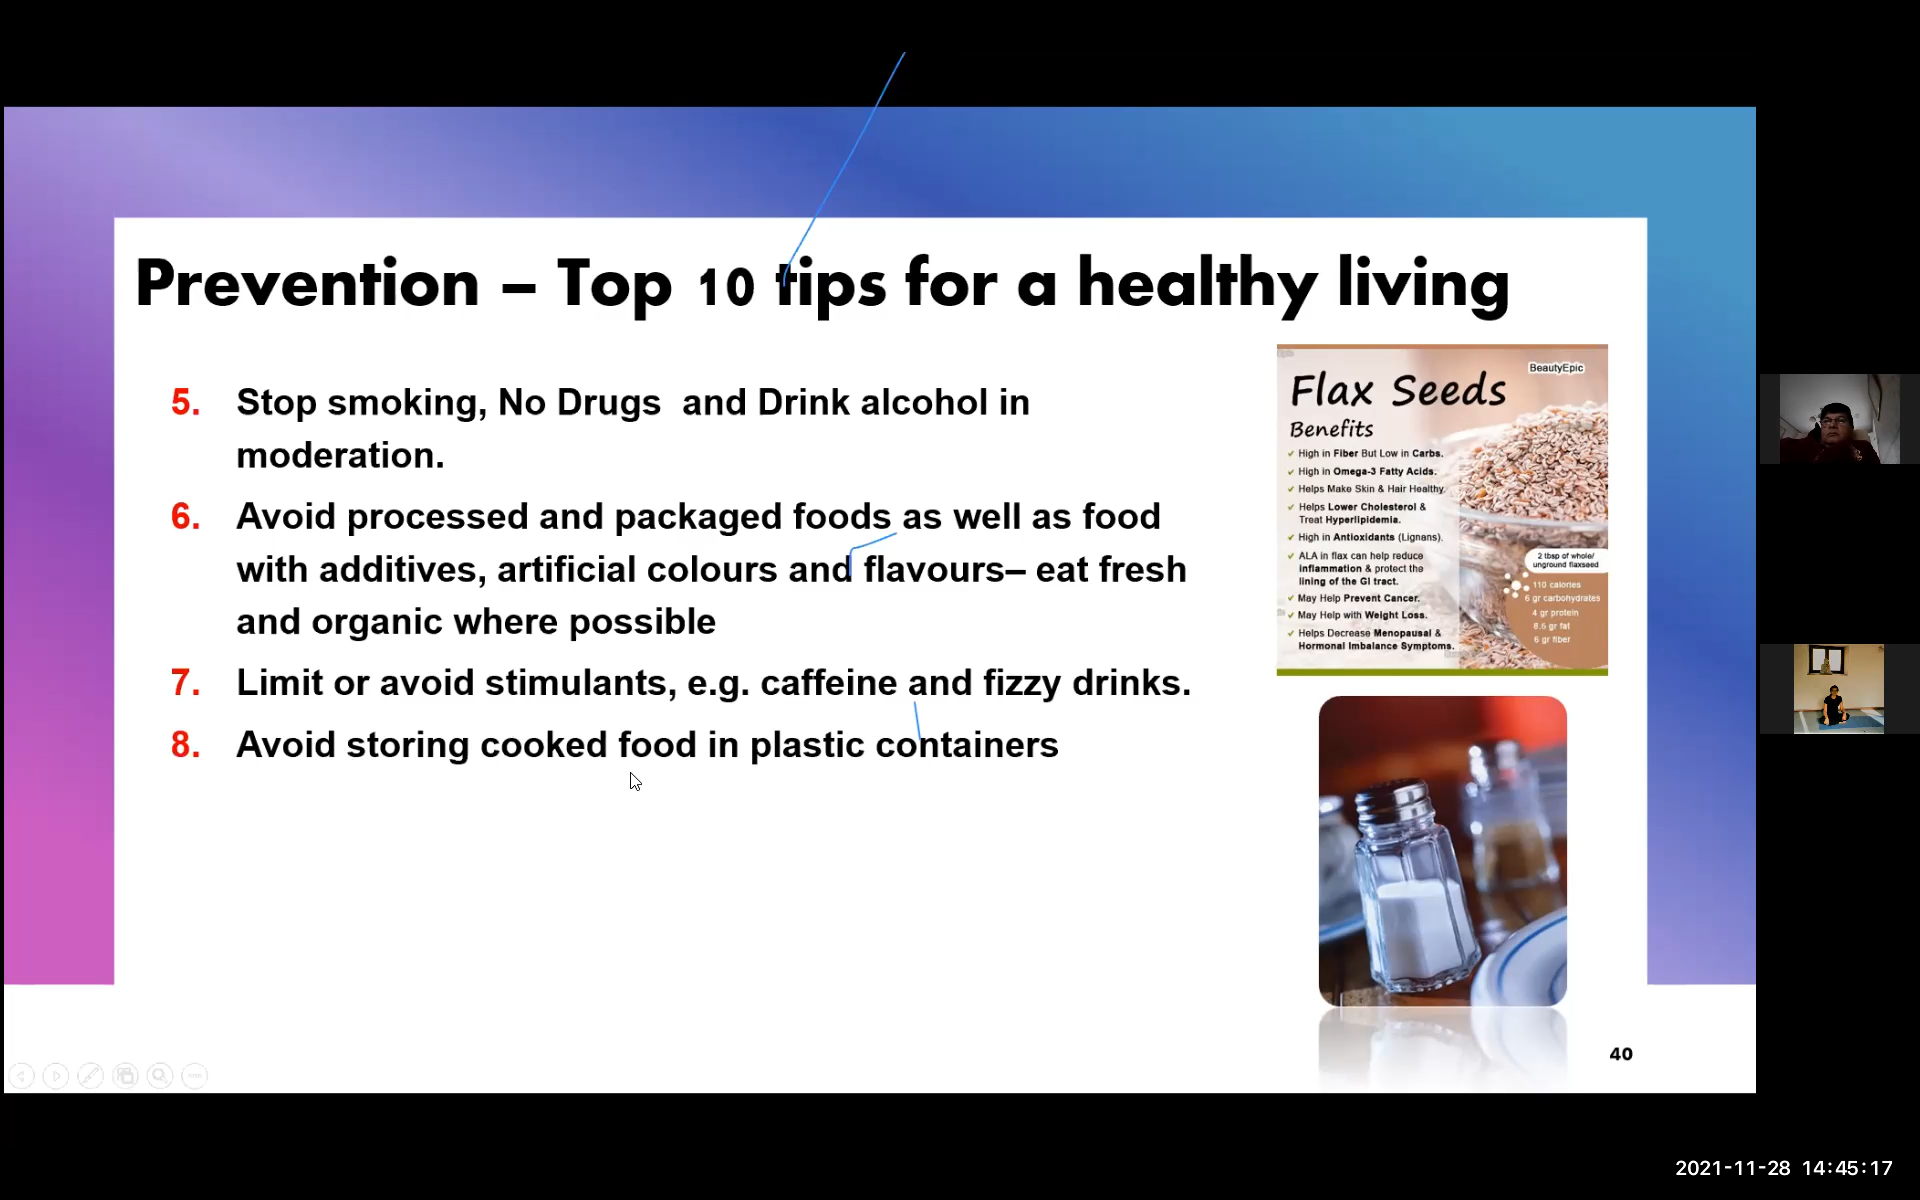 Prevention – Top 10 tips for a healthy living
5. Stop smoking, No Drugs and Drink alcohol in
moderation.
6. Avoid processed and packaged foods as well as food
with additives, artificial colours and flavours– eat fresh
and organic where possible
7. Limit or avoid stimulants, e.g. caffeine and fizzy drinks.
8. Avoid storing cooked food in plastic containers
BeautyEpic
Flax Seeds
Benefits
✓ High in Fiber But Low in Carbs.
✓ High in Omega-3 Fatty Acids.
✓ Helps Make Skin & Hair Healthy.
✓ Helps Lower Cholesterol &
Treat Hyperlipidemia.
✓ High in Antioxidants (Lignans).
✓ ALA in flax can help reduce
inflammation & protect the
lining of the GI tract.
✓ May Help Prevent Cancer.
✓ May Help with Weight Loss.
✓ Helps Decrease Menopausal &
Hormonal Imbalance Symptoms.
2 tbsp of whole/
unground flaxseed
110 calories
6 gr carbohydrates
4 gr protein
8.5 gr fat
6 gr fiber
40
2021-11-28 14:45:17